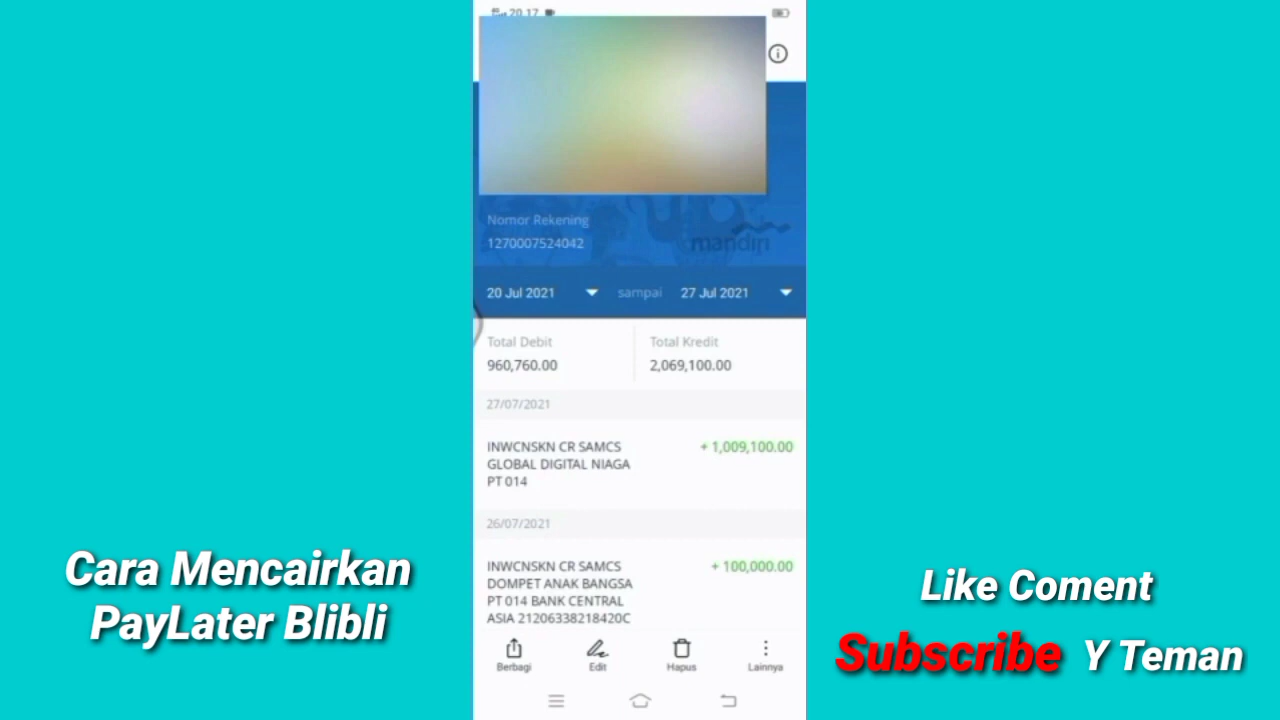 20.17
Nomor Rekening
1270007524042
mandiri
20 Jul 2021 sampai 27 Jul 2021
Total Debit Total Kredit
960,760.00 2,069,100.00
27/07/2021
INWCNSKN CR SAMCS + 1,009,100.00
GLOBAL DIGITAL NIAGA
PT 014
26/07/2021
INWCNSKN CR SAMCS + 100,000.00
DOMPET ANAK BANGSA
PT 014 BANK CENTRAL
ASIA 21206338218420C
Berbagi Edit Hapus Lainnya
Cara Mencairkan
PayLater Blibli
Like Coment
Subscribe Y Teman